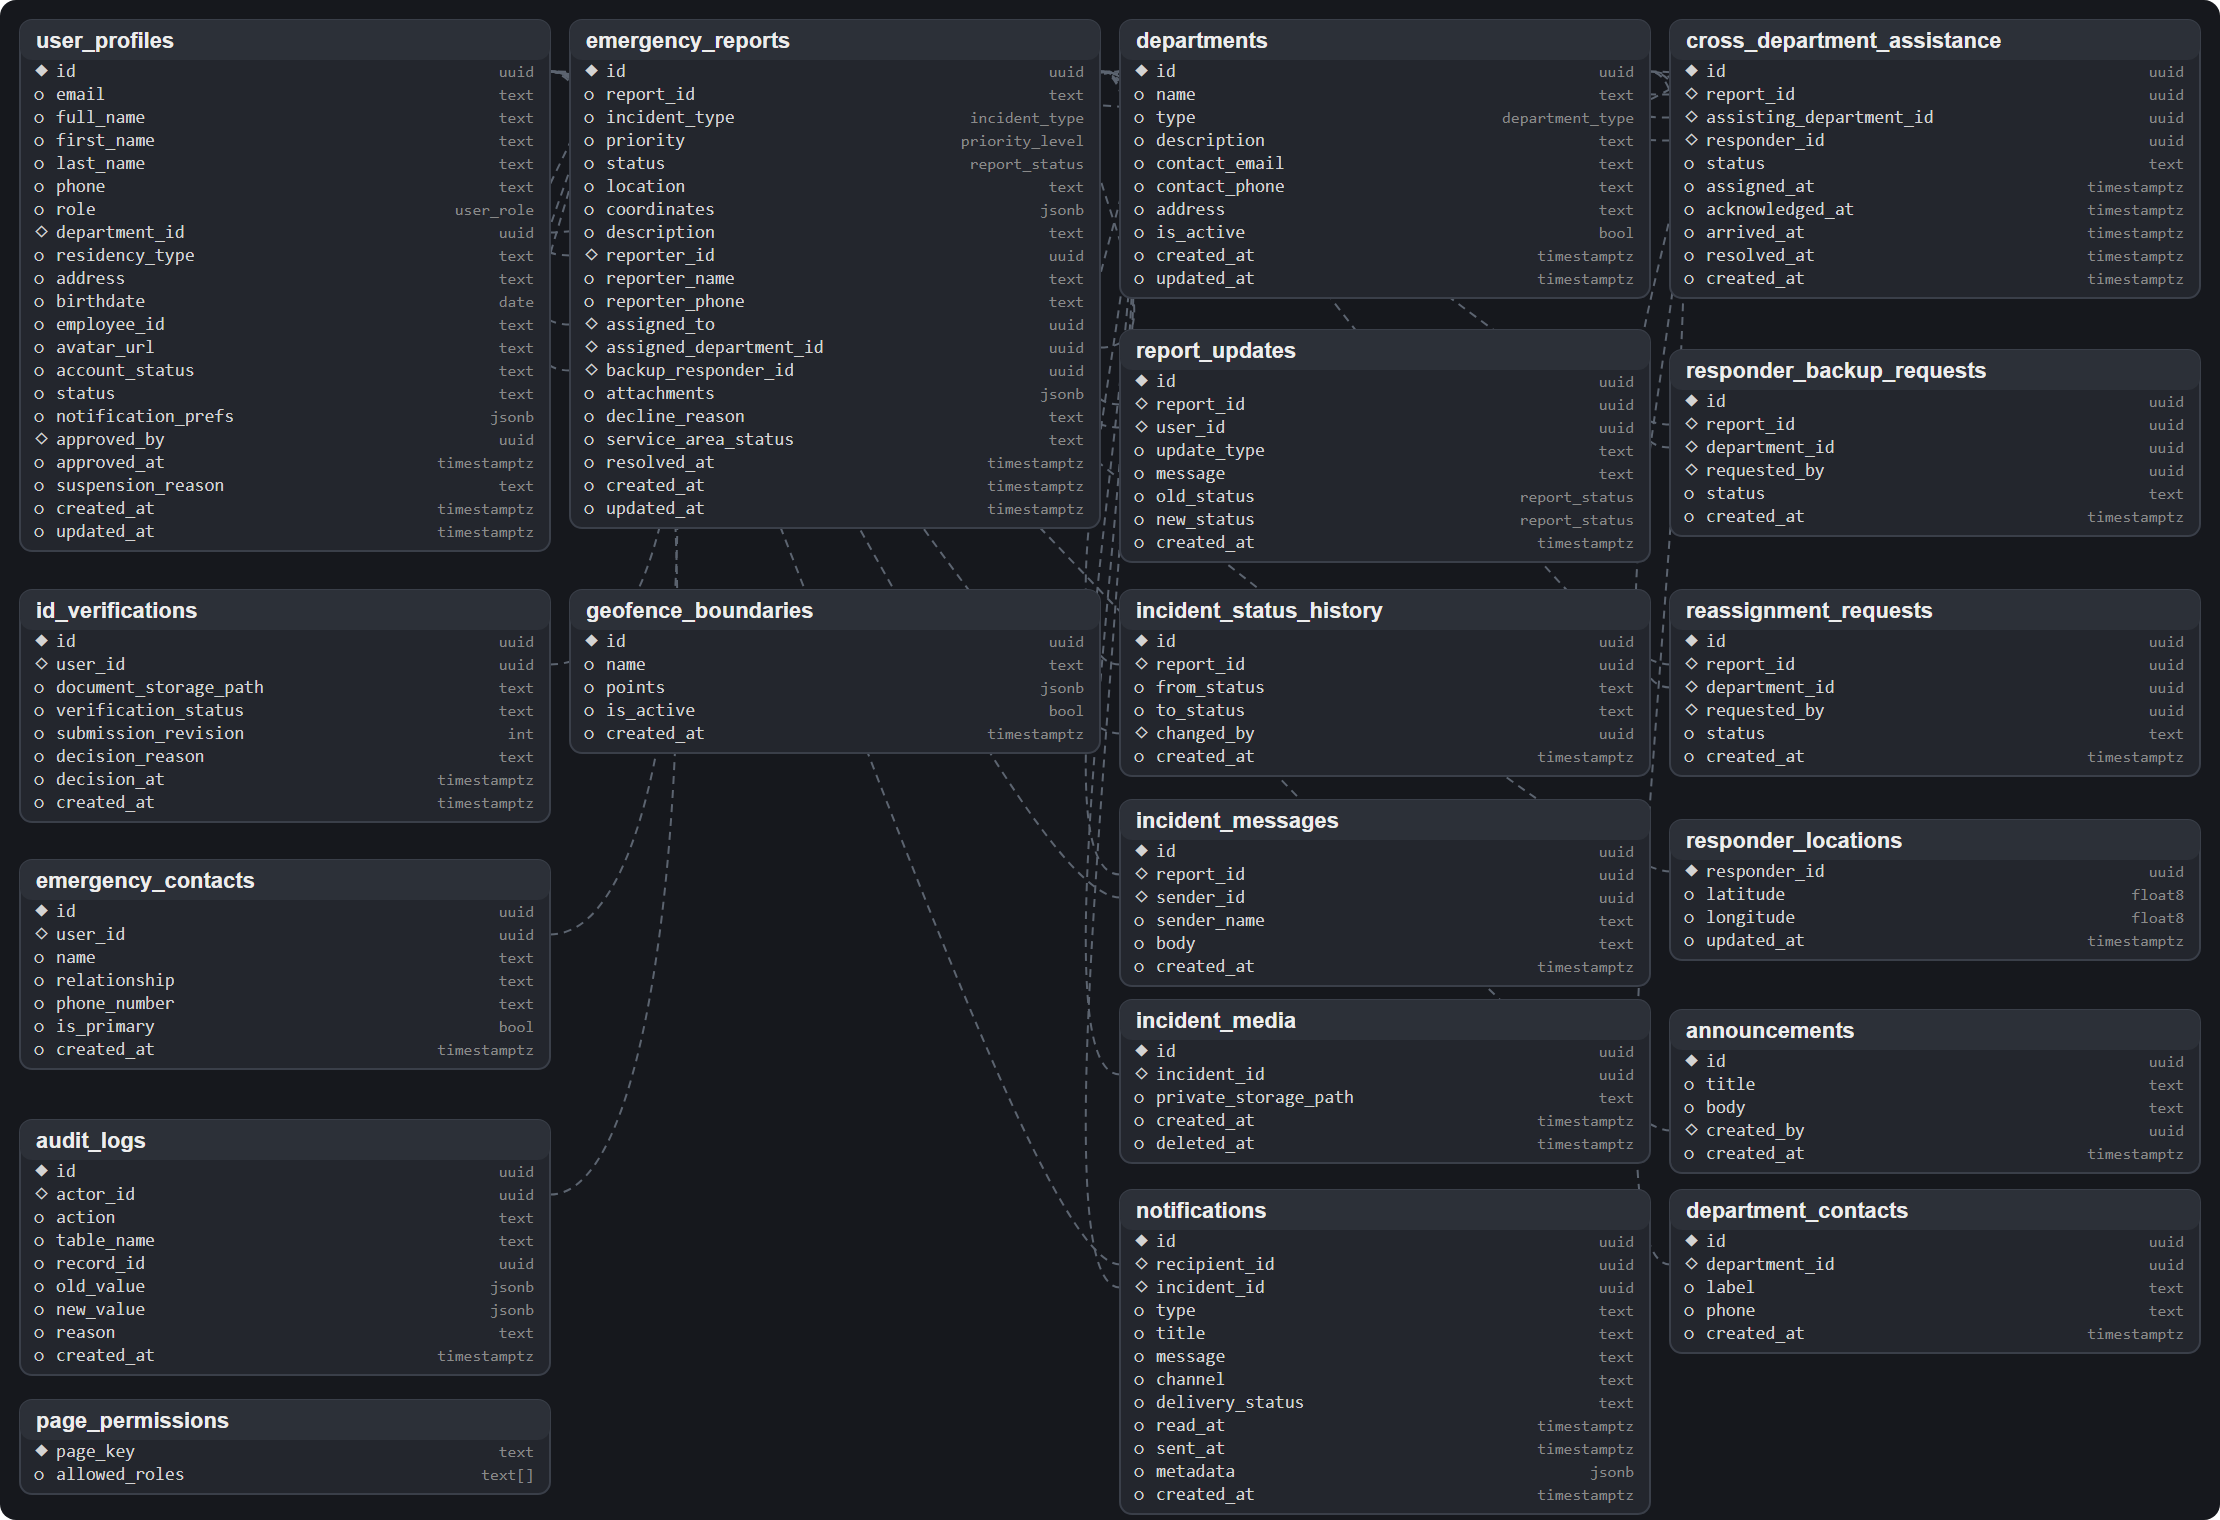 user_profiles
id uuid
email text
full_name text
first_name text
last_name text
phone text
role user_role
department_id uuid
residency_type text
address text
birthdate date
employee_id text
avatar_url text
account_status text
status text
notification_prefs jsonb
approved_by uuid
approved_at timestamptz
suspension_reason text
created_at timestamptz
updated_at timestamptz
id_verifications
id uuid
user_id uuid
document_storage_path text
verification_status text
submission_revision int
decision_reason text
decision_at timestamptz
created_at timestamptz
emergency_contacts
id uuid
user_id uuid
name text
relationship text
phone_number text
is_primary bool
created_at timestamptz
audit_logs
id uuid
actor_id uuid
action text
table_name text
record_id uuid
old_value jsonb
new_value jsonb
reason text
created_at timestamptz
page_permissions
page_key text
allowed_roles text[]
emergency_reports
id uuid
report_id text
incident_type incident_type
priority priority_level
status report_status
location text
coordinates jsonb
description text
reporter_id uuid
reporter_name text
reporter_phone text
assigned_to uuid
assigned_department_id uuid
backup_responder_id uuid
attachments jsonb
decline_reason text
service_area_status text
resolved_at timestamptz
created_at timestamptz
updated_at timestamptz
geofence_boundaries
id uuid
name text
points jsonb
is_active bool
created_at timestamptz
departments
id uuid
name text
type department_type
description text
contact_email text
contact_phone text
address text
is_active bool
created_at timestamptz
updated_at timestamptz
report_updates
id uuid
report_id uuid
user_id uuid
update_type text
message text
old_status report_status
new_status report_status
created_at timestamptz
incident_status_history
id uuid
report_id uuid
from_status text
to_status text
changed_by uuid
created_at timestamptz
incident_messages
id uuid
report_id uuid
sender_id uuid
sender_name text
body text
created_at timestamptz
incident_media
id uuid
incident_id uuid
private_storage_path text
created_at timestamptz
deleted_at timestamptz
notifications
id uuid
recipient_id uuid
incident_id uuid
type text
title text
message text
channel text
delivery_status text
read_at timestamptz
sent_at timestamptz
metadata jsonb
created_at timestamptz
cross_department_assistance
id uuid
report_id uuid
assisting_department_id uuid
responder_id uuid
status text
assigned_at timestamptz
acknowledged_at timestamptz
arrived_at timestamptz
resolved_at timestamptz
created_at timestamptz
responder_backup_requests
id uuid
report_id uuid
department_id uuid
requested_by uuid
status text
created_at timestamptz
reassignment_requests
id uuid
report_id uuid
department_id uuid
requested_by uuid
status text
created_at timestamptz
responder_locations
responder_id uuid
latitude float8
longitude float8
updated_at timestamptz
announcements
id uuid
title text
body text
created_by uuid
created_at timestamptz
department_contacts
id uuid
department_id uuid
label text
phone text
created_at timestamptz